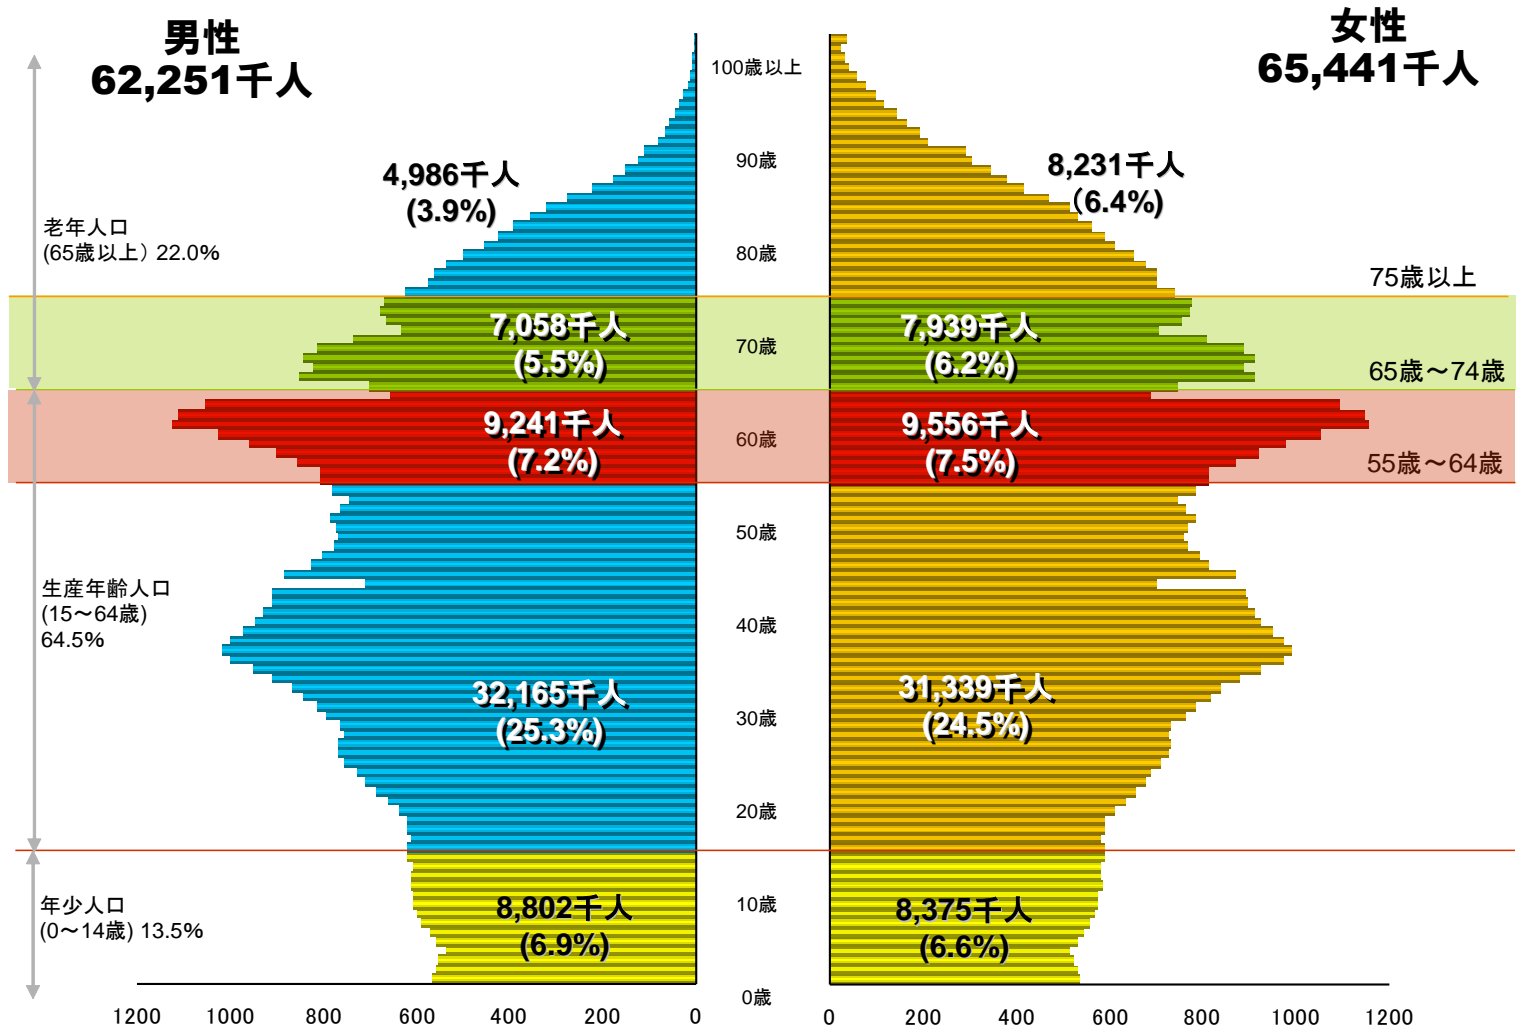 男性
62,251千人
女性
65,441千人
100歳以上
90歳
80歳
70歳
60歳
50歳
40歳
30歳
20歳
10歳
0歳
4,986千人
(3.9%)
8,231千人
(6.4%)
老年人口
(65歳以上) 22.0%
75歳以上
7,058千人
(5.5%)
7,939千人
(6.2%)
65歳～74歳
9,241千人
(7.2%)
9,556千人
(7.5%)
55歳～64歳
生産年齢人口
(15～64歳)
64.5%
32,165千人
(25.3%)
31,339千人
(24.5%)
年少人口
(0～14歳) 13.5%
8,802千人
(6.9%)
8,375千人
(6.6%)
1200 1000 800 600 400 200 0
0 200 400 600 800 1000 1200